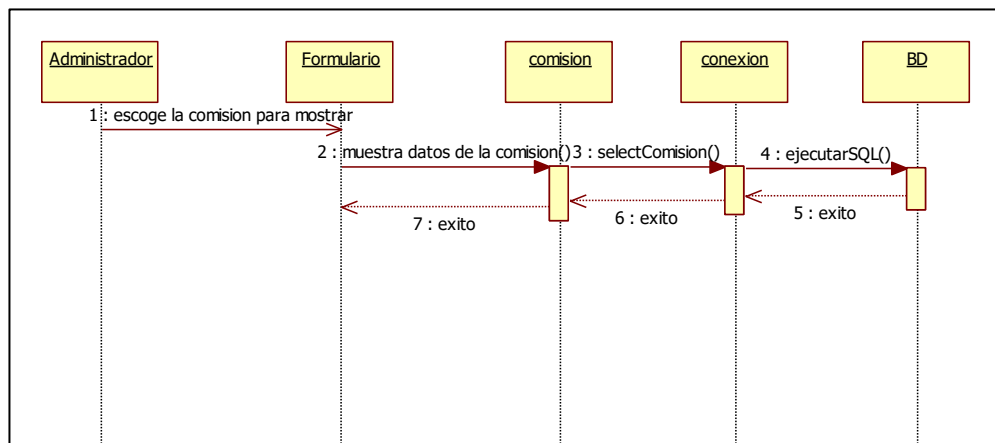 Administrador
Formulario
comision
conexion
BD
1 : escoge la comision para mostrar
2 : muestra datos de la comision()
3 : selectComision()
4 : ejecutarSQL()
5 : exito
6 : exito
7 : exito